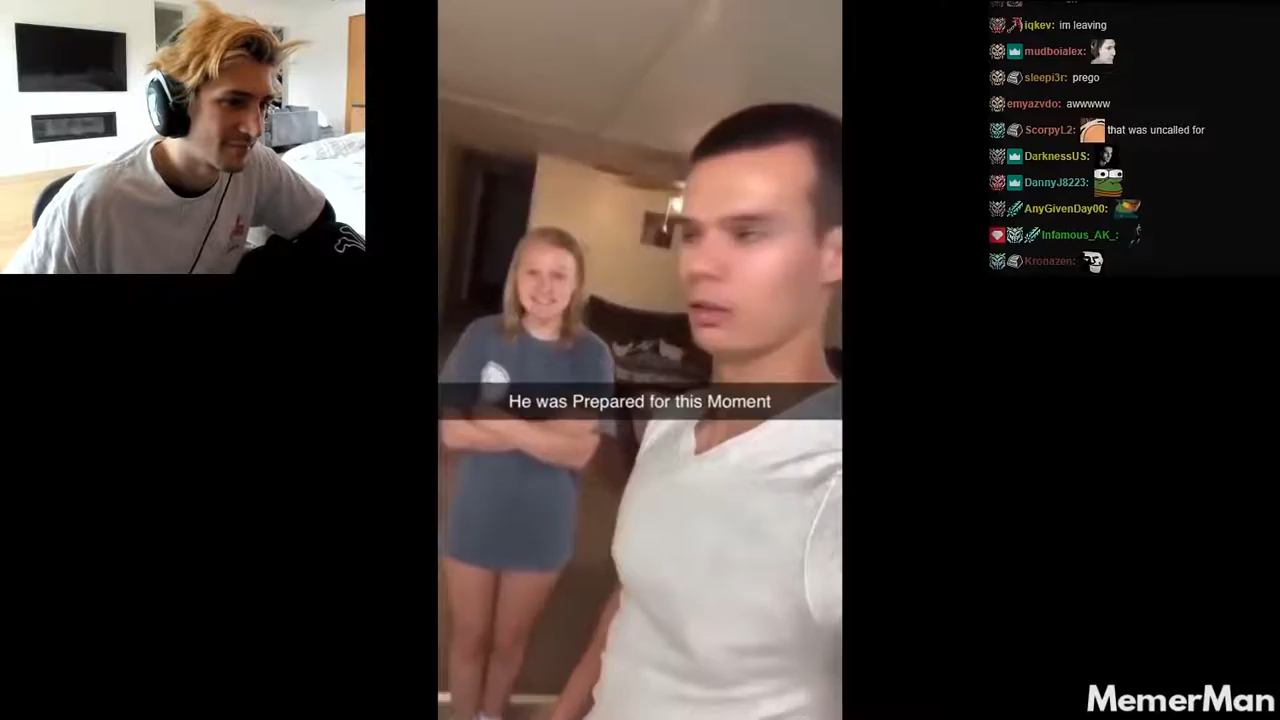 iqkev: im leaving
mudboialex:
sleepi3r: prego
emyazvdo: awwwww
ScorpyL2: that was uncalled for
DarknessUS:
DannyJ8223:
AnyGivenDay00:
Infamous_AK_:
Kronazen:
He was Prepared for this Moment
MemerMan